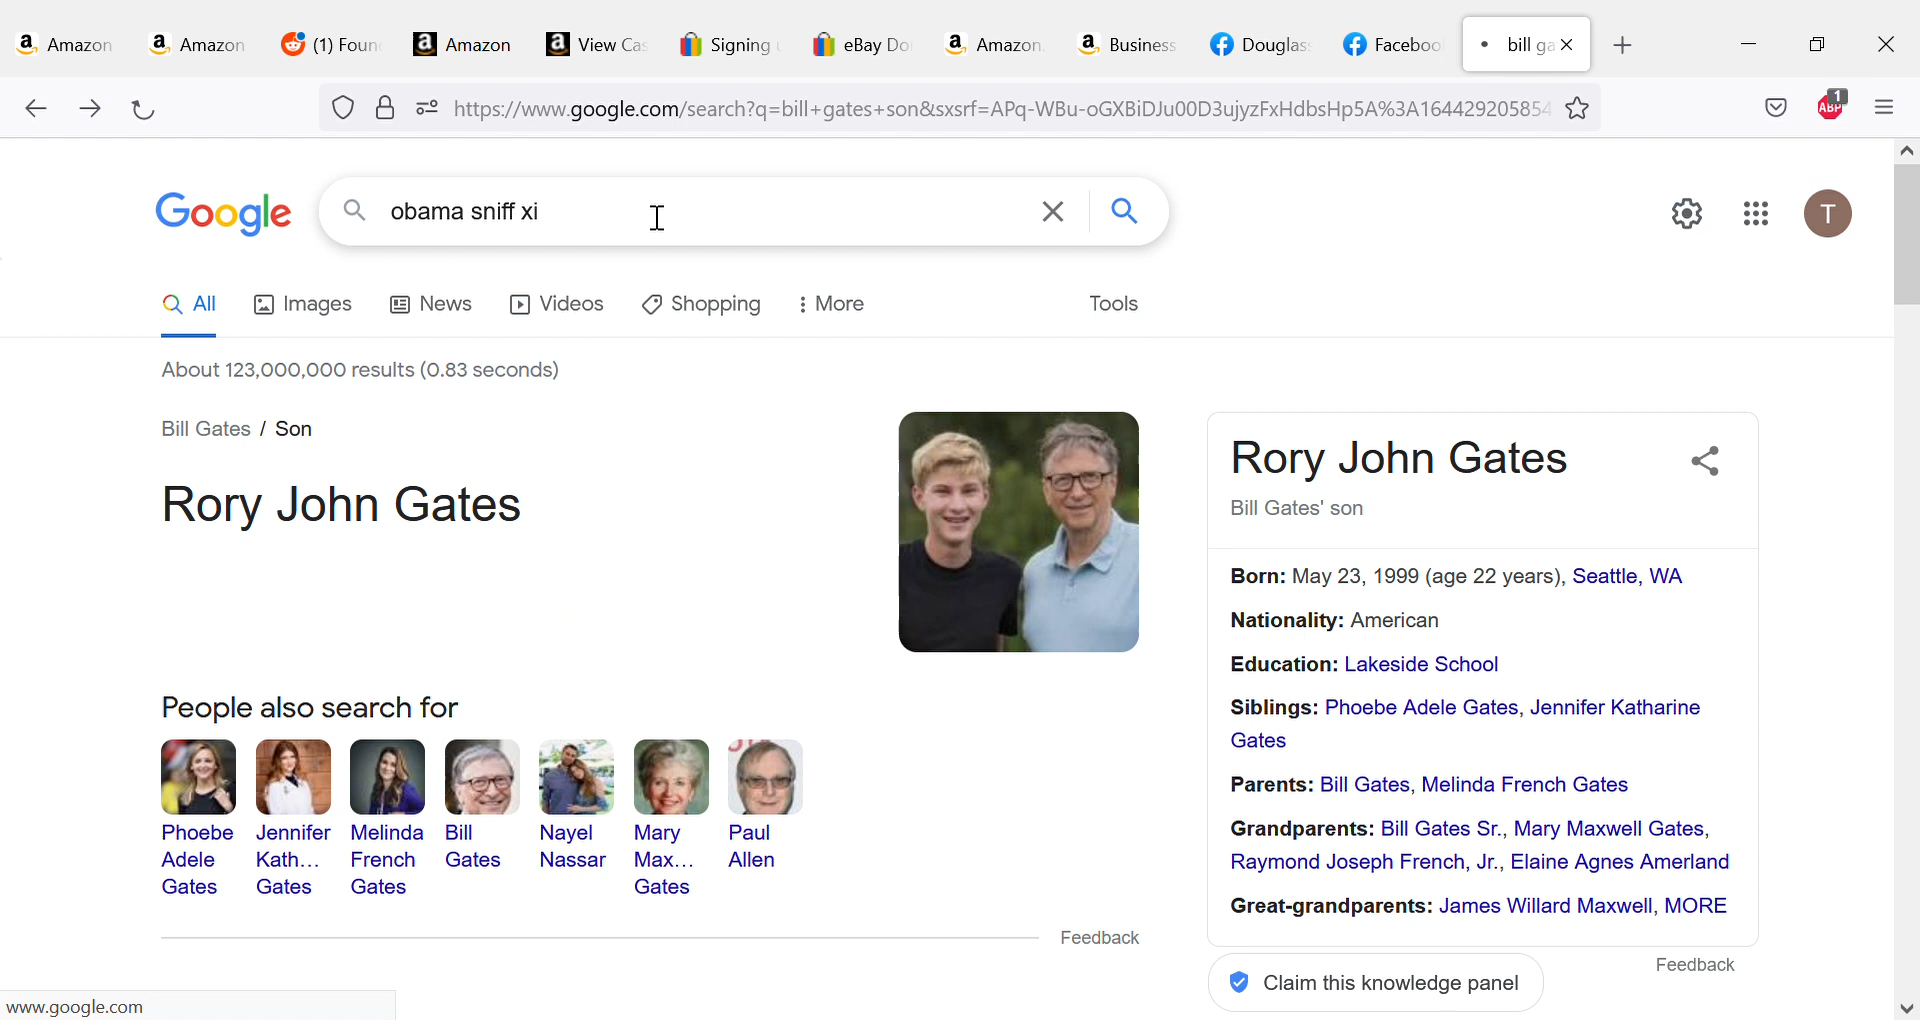 Amazon
Amazon
(1) Foun
Amazon
View Cas
Signing
eBay Do
Amazon.
Business
Douglas
Faceboo
bill ga
https://www.google.com/search?q=bill+gates+son&sxsrf=APq-WBu-oGXBiDJu00D3ujyzFxHdbsHp5A%3A164429205854
ABP
1
Google
obama sniff xi
T
All
Images
News
Videos
Shopping
More
Tools
About 123,000,000 results (0.83 seconds)
Bill Gates / Son
Rory John Gates
Rory John Gates
Bill Gates' son
Born: May 23, 1999 (age 22 years), Seattle, WA
Nationality: American
Education: Lakeside School
Siblings: Phoebe Adele Gates, Jennifer Katharine
Gates
Parents: Bill Gates, Melinda French Gates
Grandparents: Bill Gates Sr., Mary Maxwell Gates,
Raymond Joseph French, Jr., Elaine Agnes Amerland
Great-grandparents: James Willard Maxwell, MORE
People also search for
Phoebe
Adele
Gates
Jennifer
Kath...
Gates
Melinda
French
Gates
Bill
Gates
Nayel
Nassar
Mary
Max...
Gates
Paul
Allen
Feedback
Feedback
Claim this knowledge panel
www.google.com